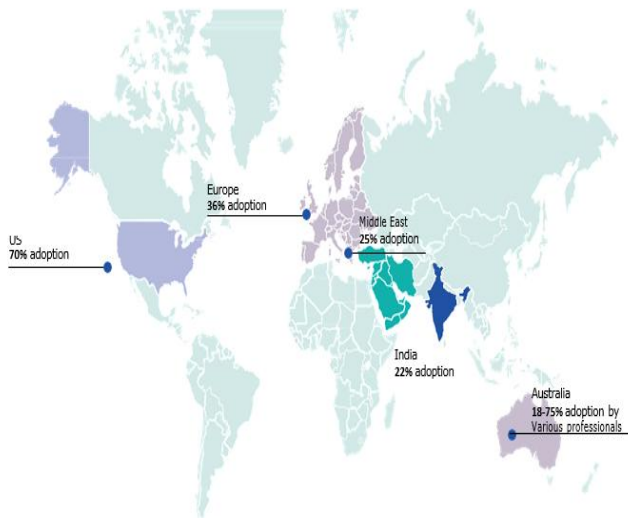 Europe
36% adoption
Middle East
25% adoption
US
70% adoption
India
22% adoption
Australia
18-75% adoption by
Various professionals